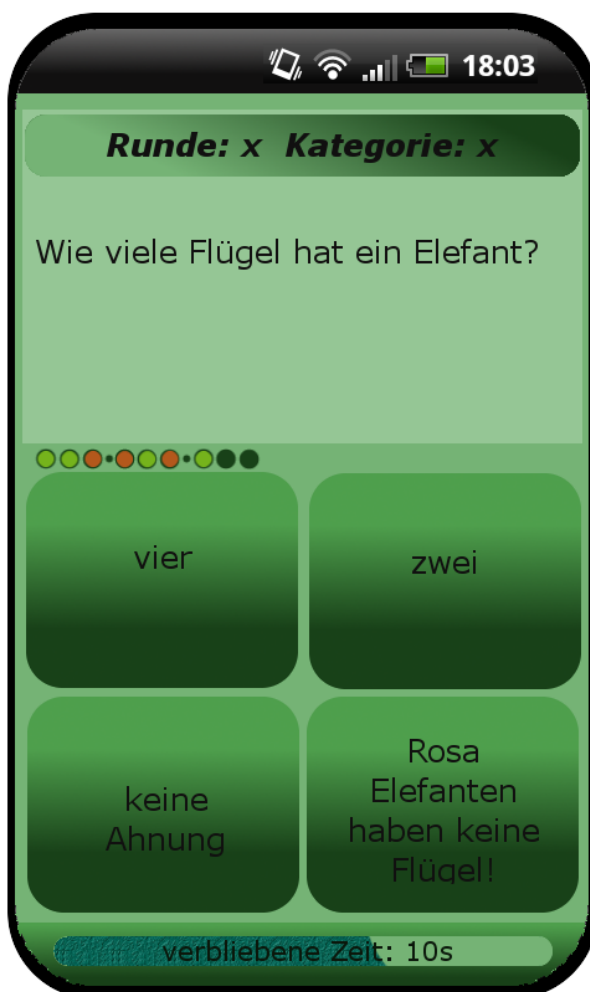 18:03
Runde: x Kategorie: x
Wie viele Flügel hat ein Elefant?
vier
zwei
keine
Ahnung
Rosa
Elefanten
haben keine
Flügel!
verbliebene Zeit: 10s